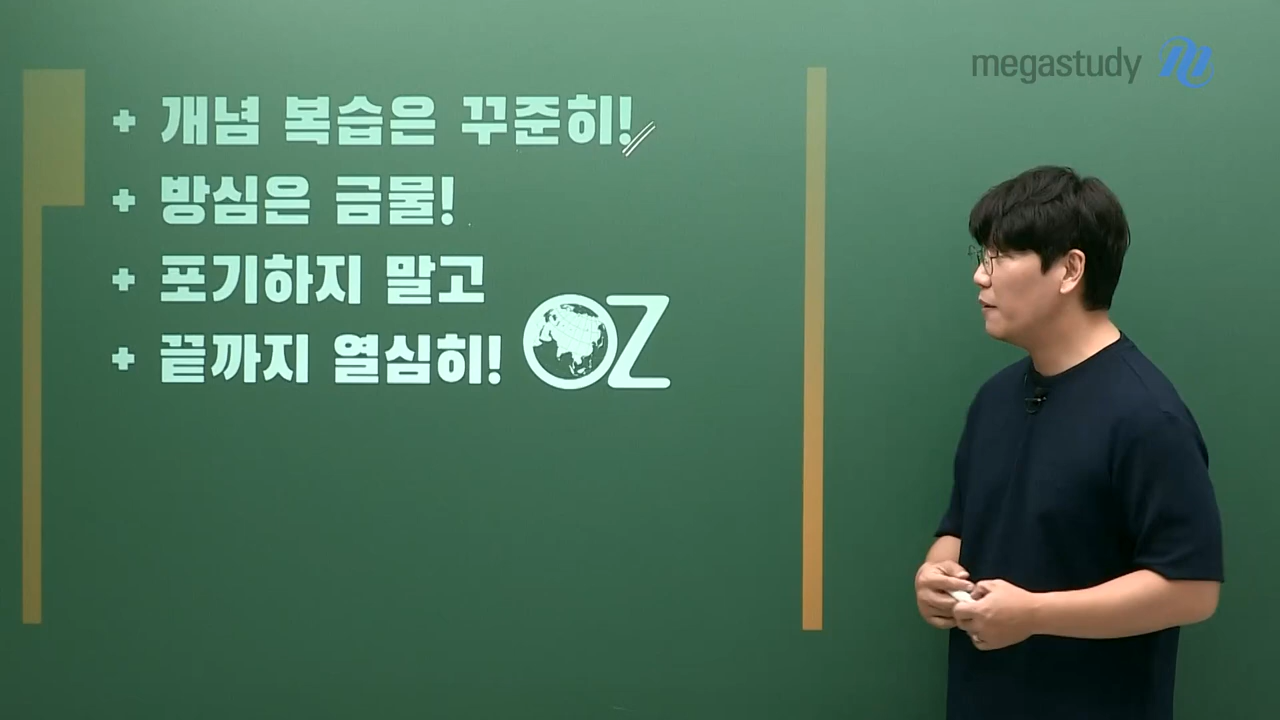 megastudy
+ 개념 복습은 꾸준히!
+ 방심은 금물!
+ 포기하지 말고
+ 끝까지 열심히!
OZ